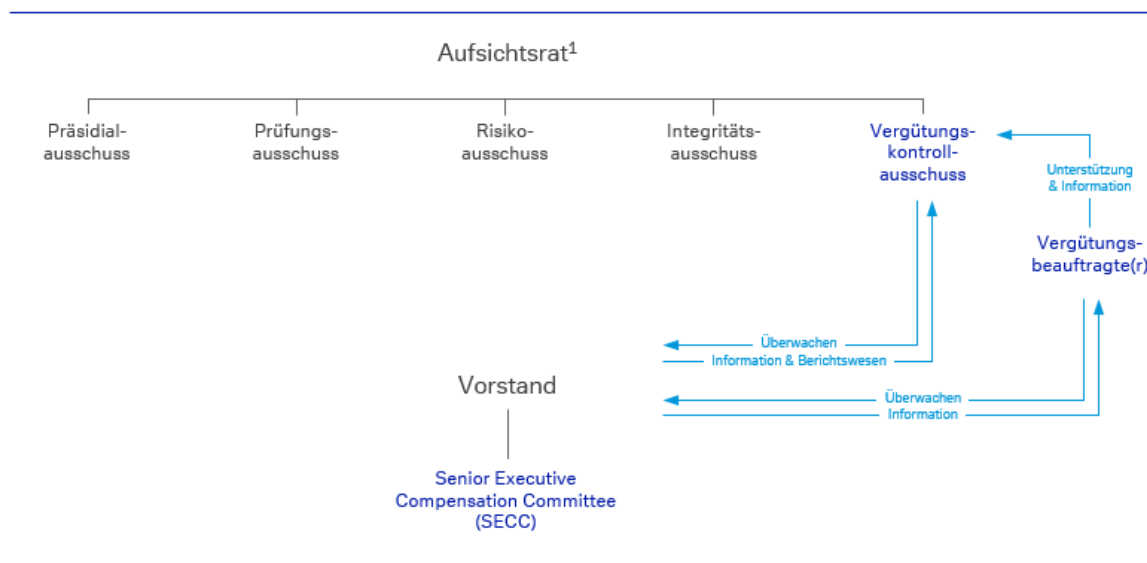 Aufsichtsrat¹
Präsidial-
ausschuss
Prüfungs-
ausschuss
Risiko-
ausschuss
Integritäts-
ausschuss
Vergütungs-
kontroll-
ausschuss
Unterstützung
& Information
Vergütungs-
beauftragte(r)
Überwachen
Information & Berichtswesen
Vorstand
Überwachen
Information
Senior Executive
Compensation Committee
(SECC)